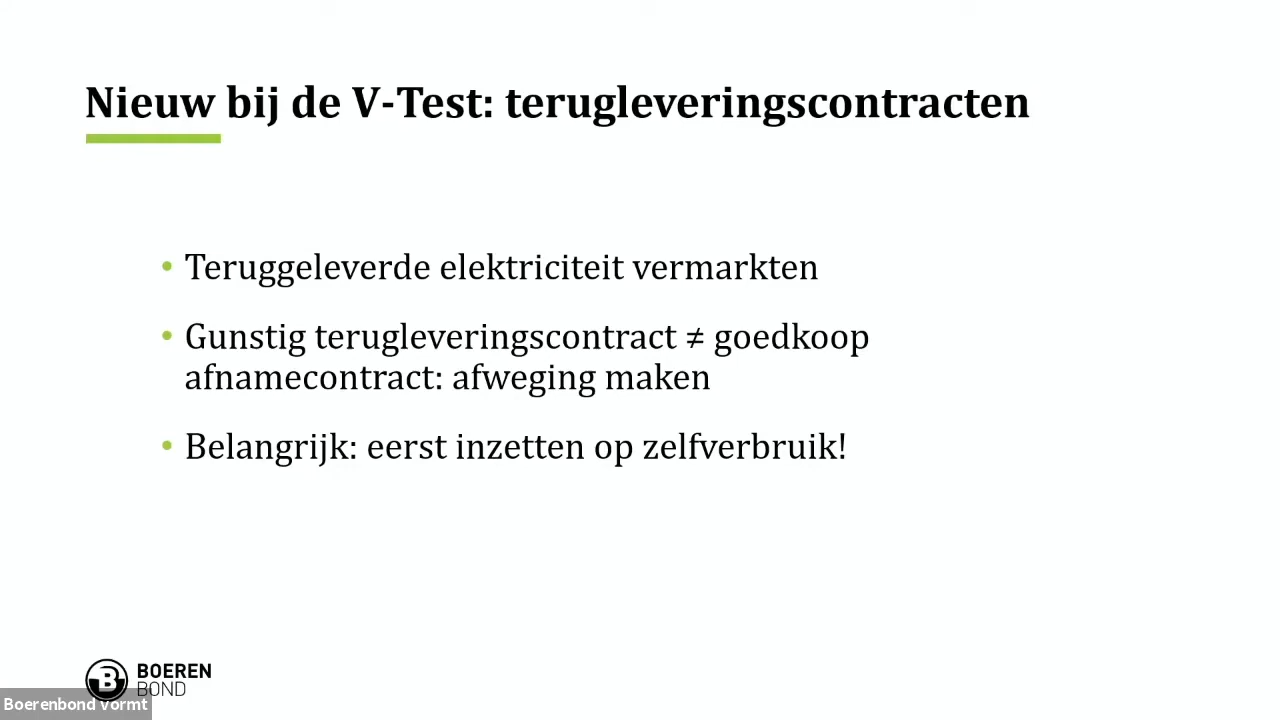 Nieuw bij de V-Test: terugleveringscontracten
• Teruggeleverde elektriciteit vermarkten
• Gunstig terugleveringscontract ≠ goedkoop
afnamecontract: afweging maken
• Belangrijk: eerst inzetten op zelfverbruik!
B BOEREN
BOND
Boerenbond Vormt